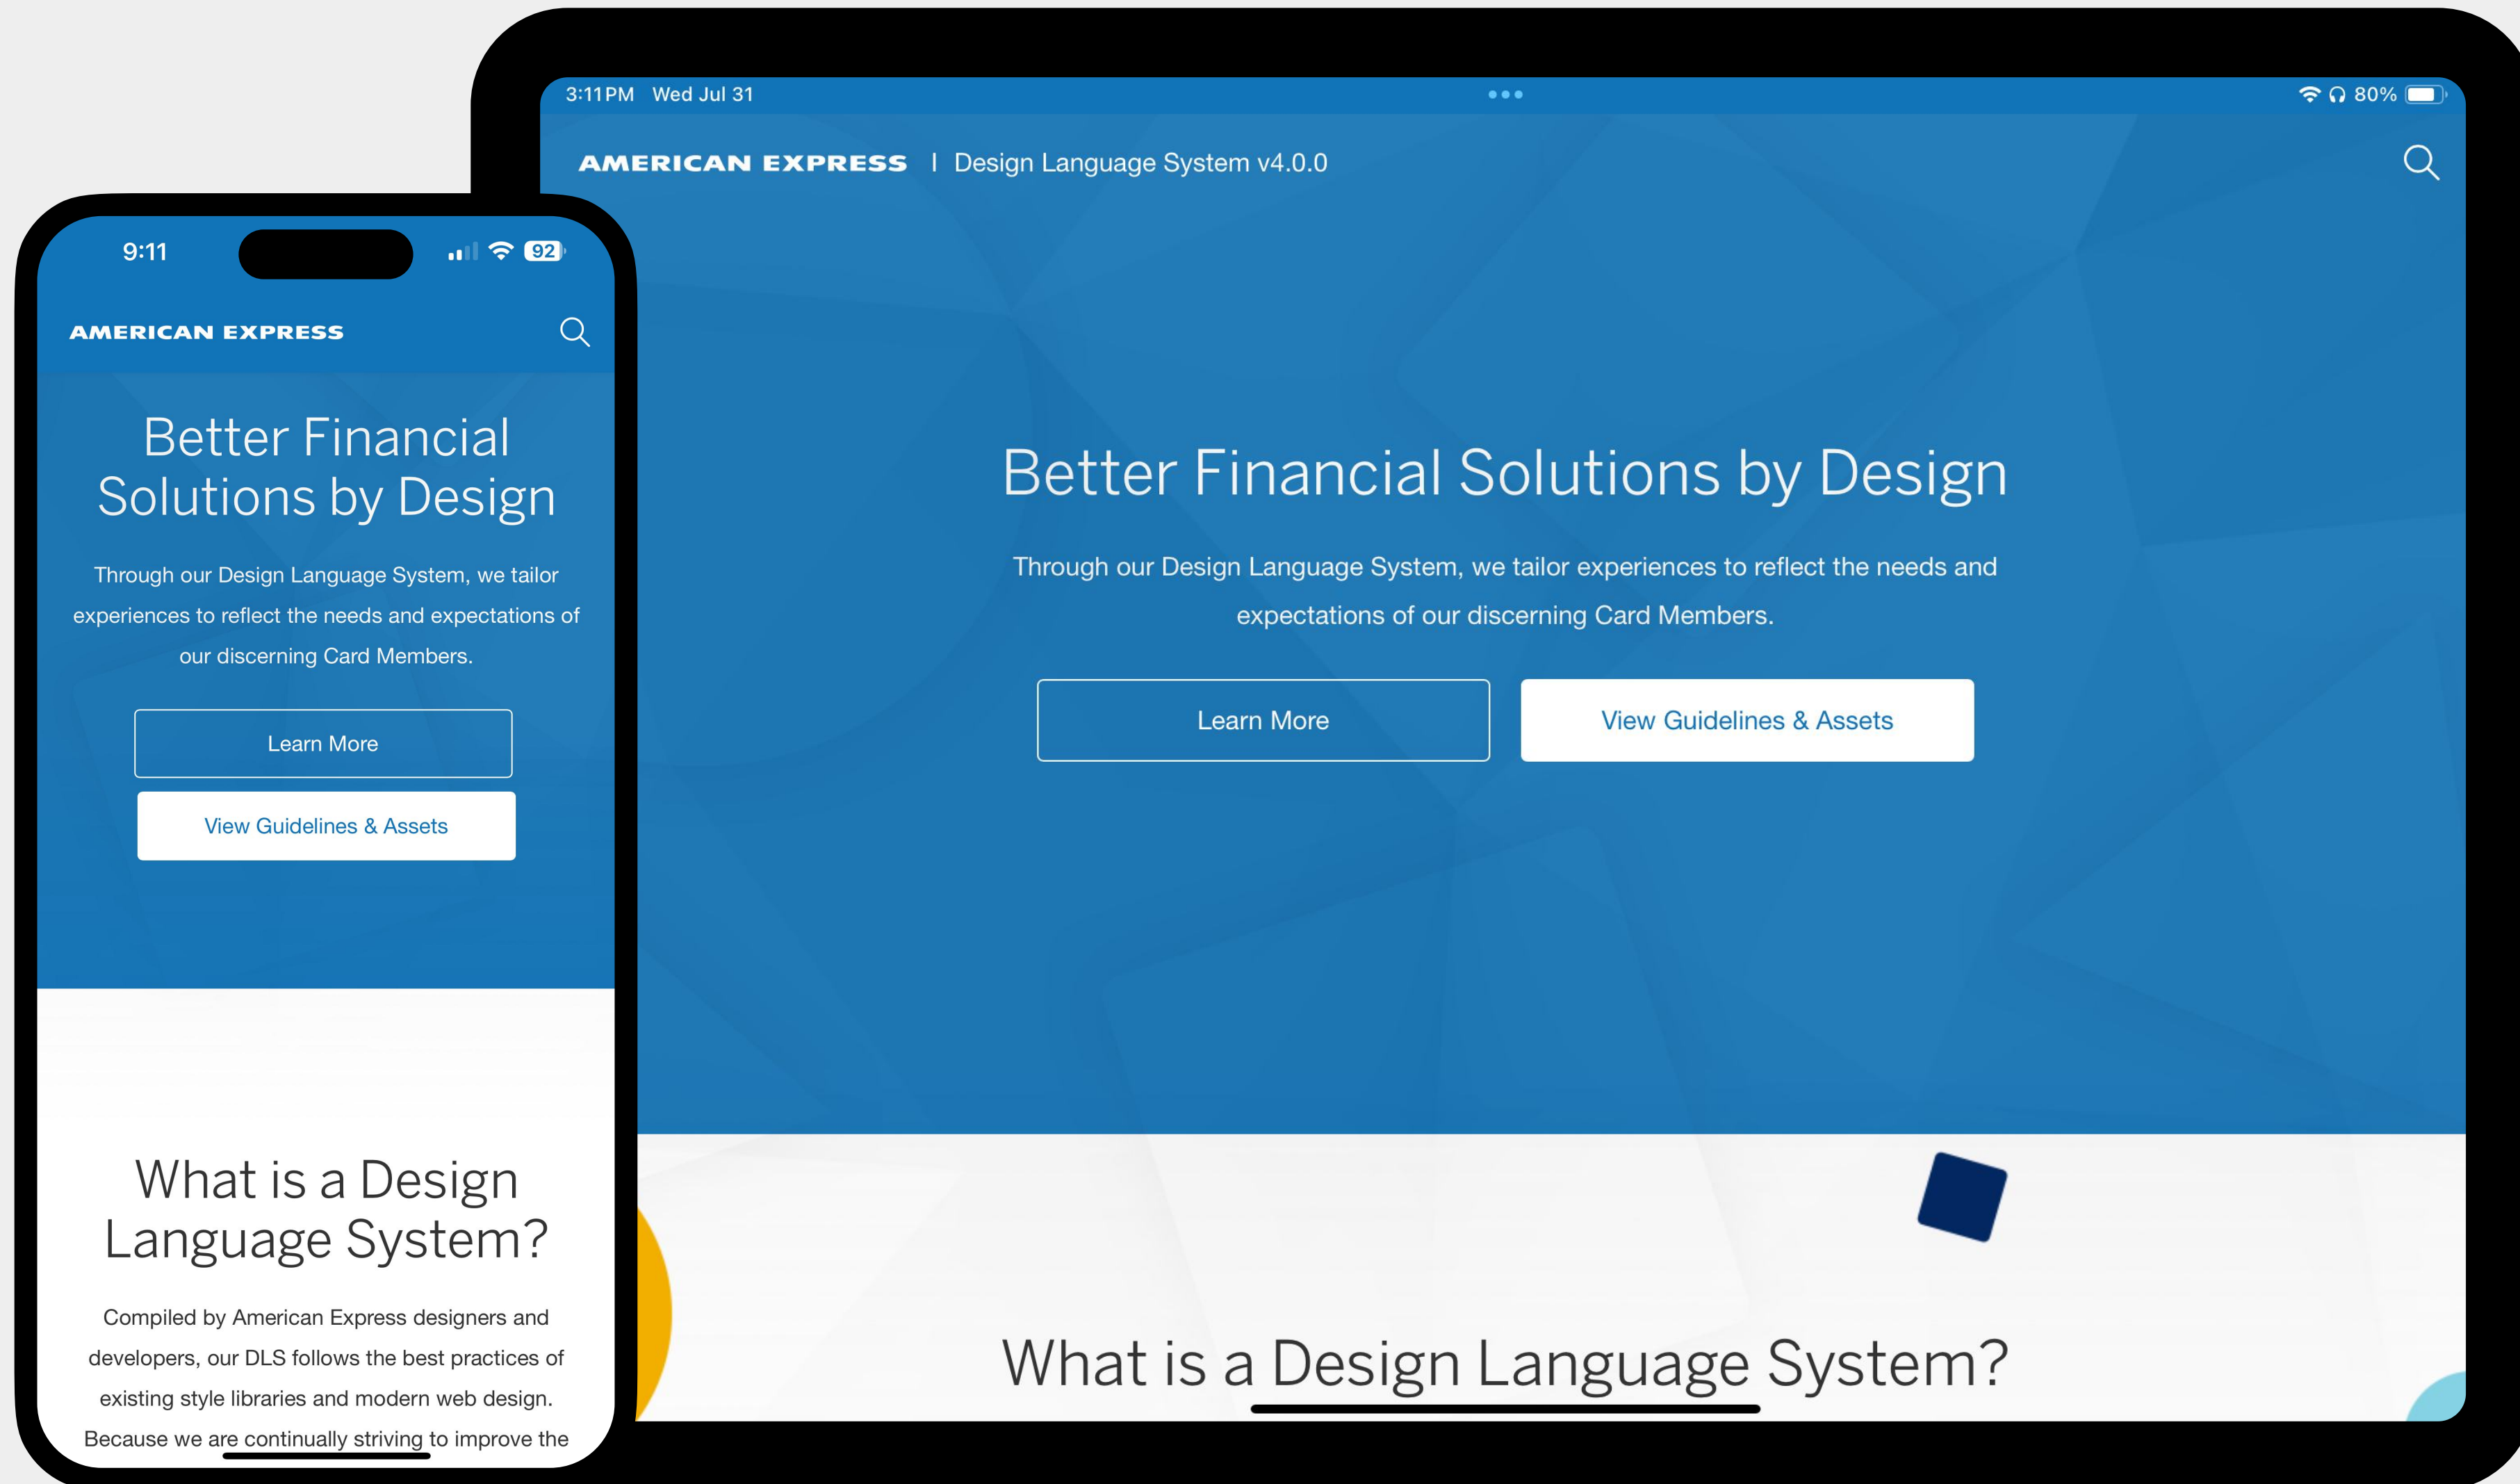 9:11
92
AMERICAN EXPRESS
Better Financial
Solutions by Design
Through our Design Language System, we tailor
experiences to reflect the needs and expectations of
our discerning Card Members.
Learn More
View Guidelines & Assets
What is a Design
Language System?
Compiled by American Express designers and
developers, our DLS follows the best practices of
existing style libraries and modern web design.
Because we are continually striving to improve the
3:11 PM Wed Jul 31
80%
AMERICAN EXPRESS | Design Language System v4.0.0
Better Financial Solutions by Design
Through our Design Language System, we tailor experiences to reflect the needs and
expectations of our discerning Card Members.
Learn More
View Guidelines & Assets
What is a Design Language System?